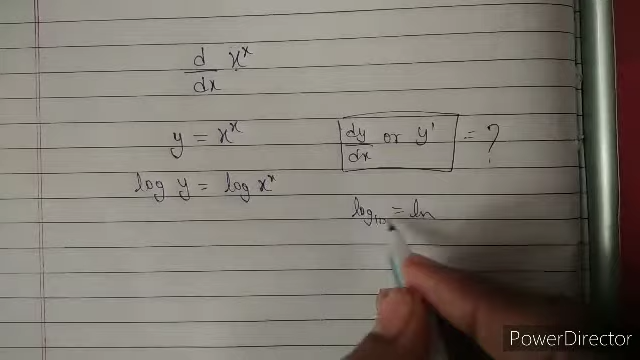 d/dx x^x
y = x^x
dy/dx or y' = ?
log y = log x^x
log₁₀ = ln
PowerDirector